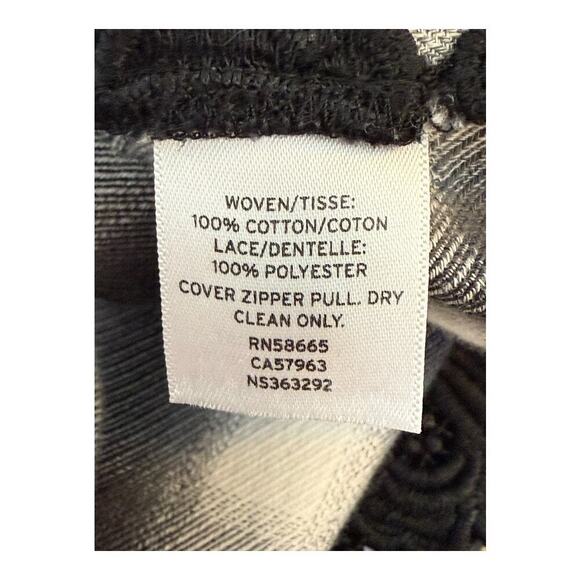 WOVEN/TISSE:
100% COTTON/COTON
LACE/DENTELLE:
100% POLYESTER
COVER ZIPPER PULL. DRY
CLEAN ONLY.
RN58665
CA57963
NS363292